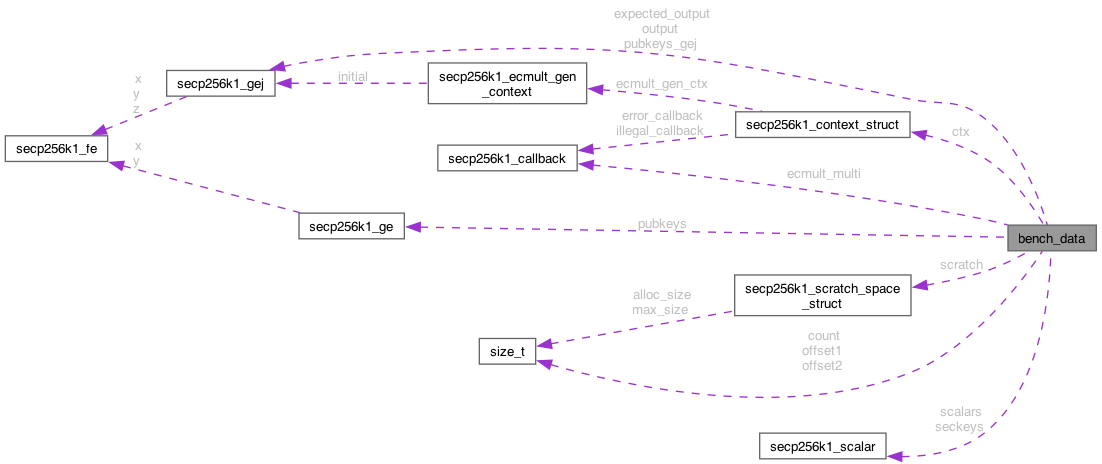 expected_output
output
pubkeys_gej
x
y
z
secp256k1_gej
initial
secp256k1_ecmult_gen
_context
ecmult_gen_ctx
error_callback
illegal_callback
secp256k1_context_struct
ctx
secp256k1_fe
x
y
secp256k1_callback
ecmult_multi
secp256k1_ge
pubkeys
bench_data
scratch
secp256k1_scratch_space
_struct
alloc_size
max_size
size_t
count
offset1
offset2
scalars
seckeys
secp256k1_scalar